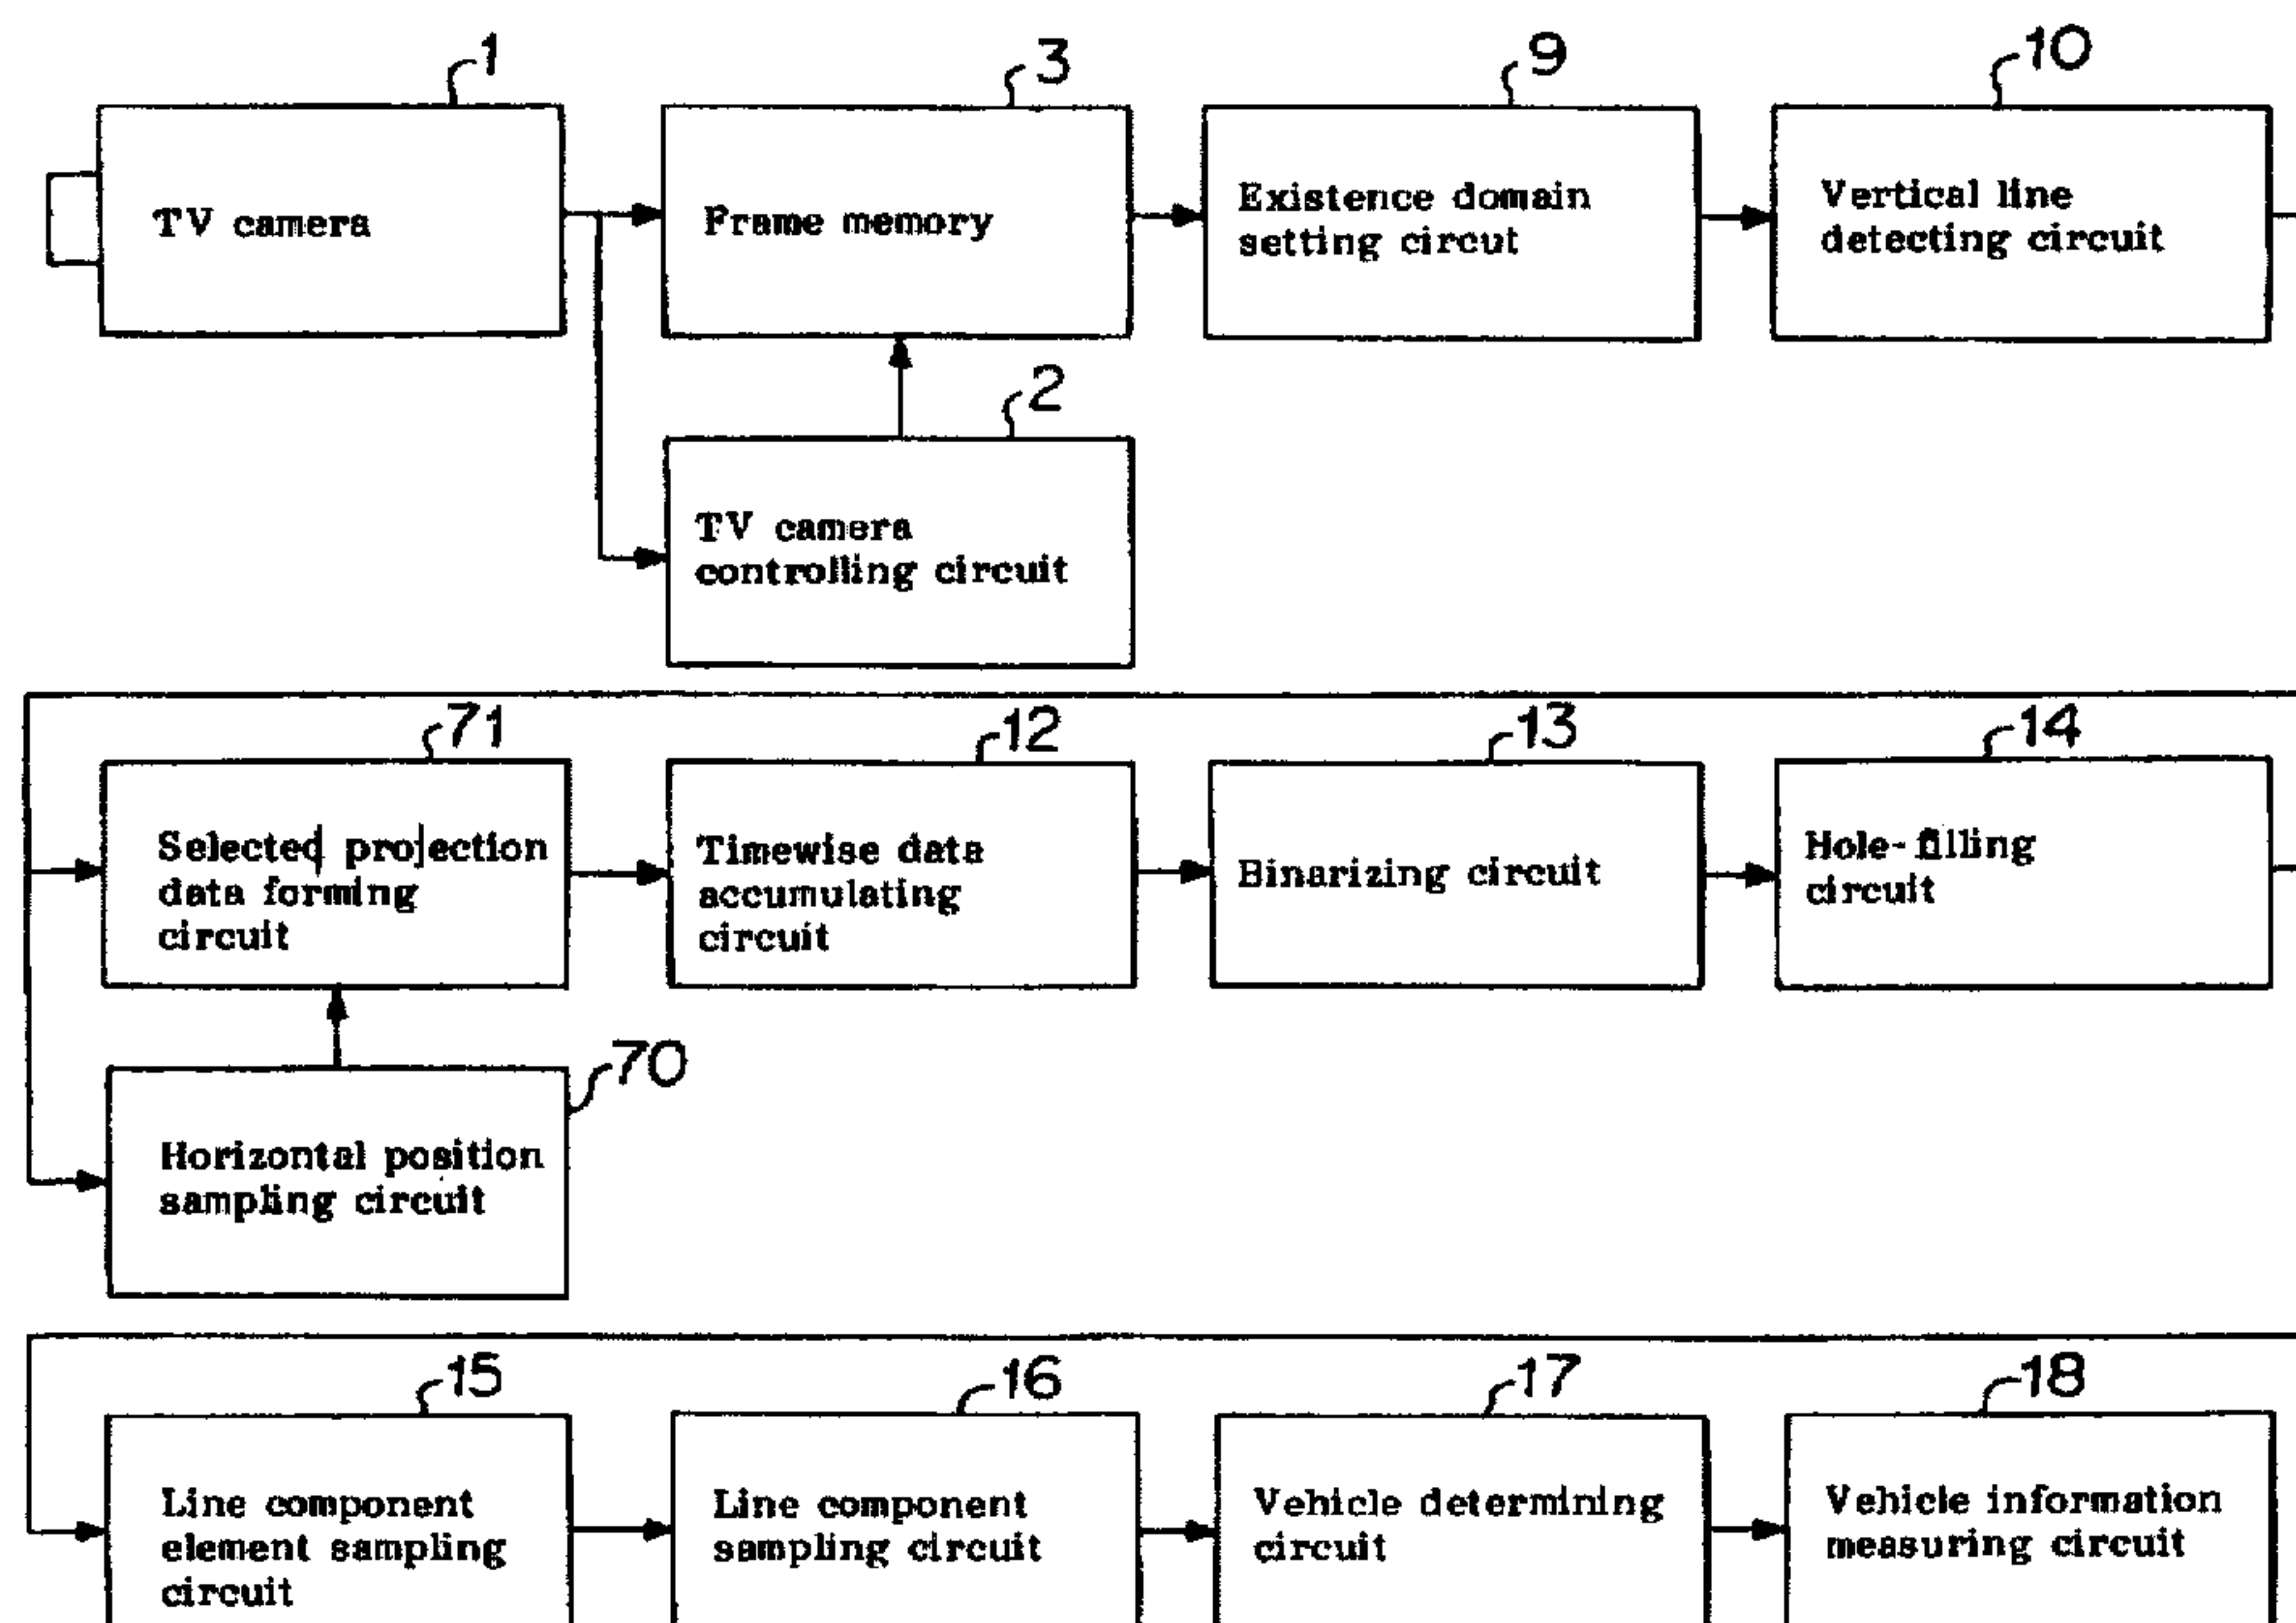 1
3
9
10
TV camera
Frame memory
Existence domain
setting circut
Vertical line
detecting circuit
2
TV camera
controlling circuit
71
12
13
14
Selected projection
data forming
circuit
Timewise data
accumulating
circuit
Binarizing circuit
Hole-filling
circuit
70
Horizontal position
sampling circuit
15
16
17
18
Line component
element sampling
circuit
Line component
sampling circuit
Vehicle determining
circuit
Vehicle information
measuring circuit